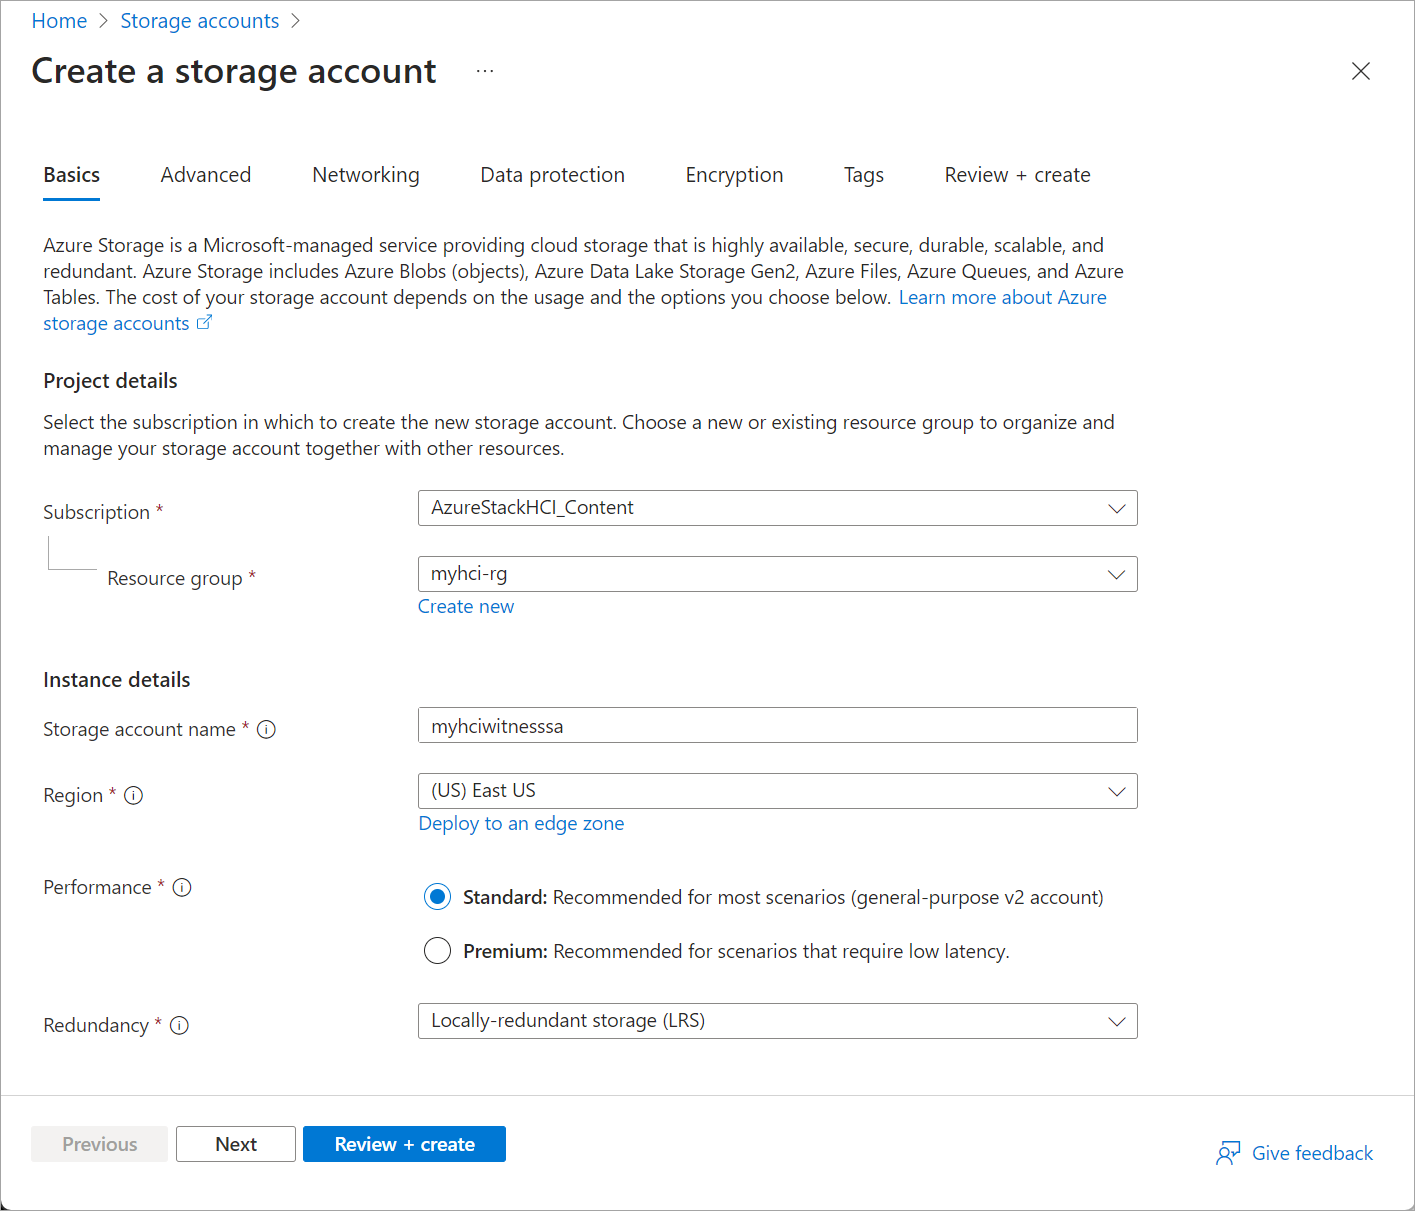 Home > Storage accounts >
Create a storage account ...
Basics Advanced Networking Data protection Encryption Tags Review + create
Azure Storage is a Microsoft-managed service providing cloud storage that is highly available, secure, durable, scalable, and
redundant. Azure Storage includes Azure Blobs (objects), Azure Data Lake Storage Gen2, Azure Files, Azure Queues, and Azure
Tables. The cost of your storage account depends on the usage and the options you choose below. Learn more about Azure
storage accounts
Project details
Select the subscription in which to create the new storage account. Choose a new or existing resource group to organize and
manage your storage account together with other resources.
Subscription * AzureStackHCI_Content
Resource group * myhci-rg
Create new
Instance details
Storage account name * myhciwitnesssa
Region * (US) East US
Deploy to an edge zone
Performance *
Standard: Recommended for most scenarios (general-purpose v2 account)
Premium: Recommended for scenarios that require low latency.
Redundancy * Locally-redundant storage (LRS)
Previous Next Review + create Give feedback